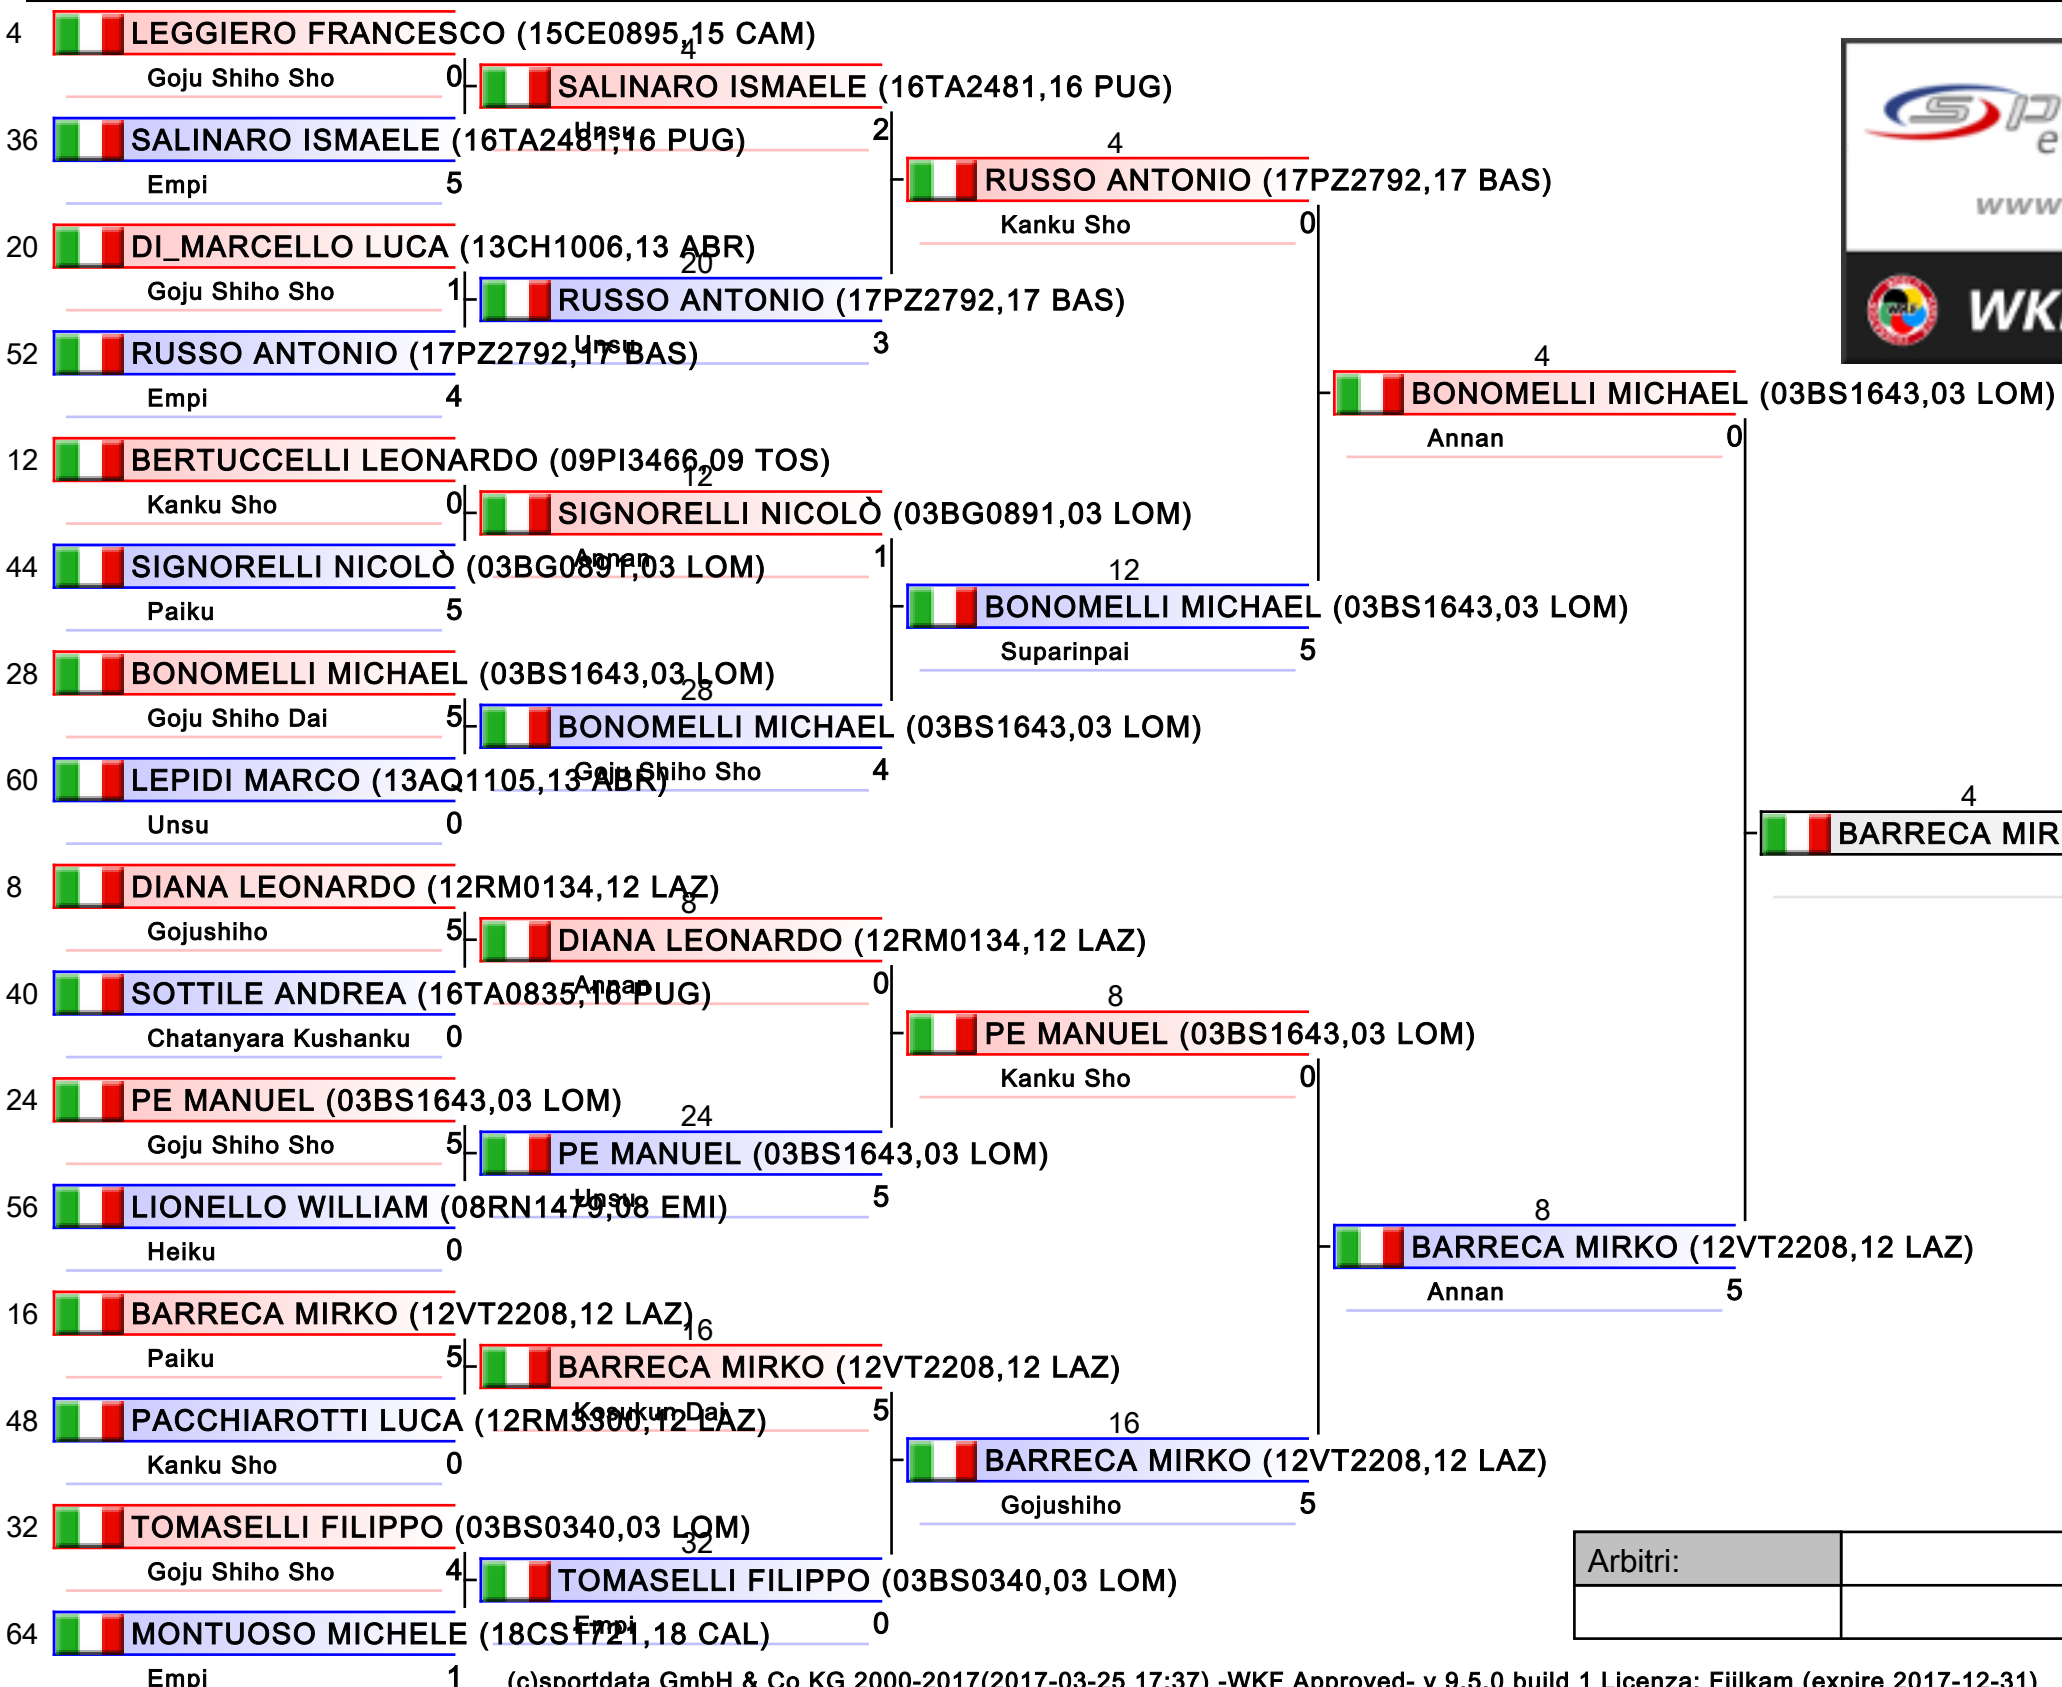 4 LEGGIERO FRANCESCO (15CE0895,15 CAM)
Goju Shiho Sho 0
36 SALINARO ISMAELE (16TA2481,16 PUG)
Empi 5
20 DI_MARCELLO LUCA (13CH1006,13 ABR)
Goju Shiho Sho 1
52 RUSSO ANTONIO (17PZ2792,17 BAS)
Empi 4
12 BERTUCCELLI LEONARDO (09PI3466,09 TOS)
Kanku Sho 0
44 SIGNORELLI NICOLÒ (03BG0891,03 LOM)
Paiku 5
28 BONOMELLI MICHAEL (03BS1643,03 LOM)
Goju Shiho Dai 5
60 LEPIDI MARCO (13AQ1105,13 ABR)
Unsu 0
8 DIANA LEONARDO (12RM0134,12 LAZ)
Gojushiho 5
40 SOTTILE ANDREA (16TA0835,16 PUG)
Chatanyara Kushanku 0
24 PE MANUEL (03BS1643,03 LOM)
Goju Shiho Sho 5
56 LIONELLO WILLIAM (08RN1479,08 EMI)
Heiku 0
16 BARRECA MIRKO (12VT2208,12 LAZ)
Paiku 5
48 PACCHIAROTTI LUCA (12RM3300,12 LAZ)
Kanku Sho 0
32 TOMASELLI FILIPPO (03BS0340,03 LOM)
Goju Shiho Sho 4
64 MONTUOSO MICHELE (18CS1721,18 CAL)
Empi 1
4
SALINARO ISMAELE (16TA2481,16 PUG)
Unsu 2
20
RUSSO ANTONIO (17PZ2792,17 BAS)
Unsu 3
12
SIGNORELLI NICOLÒ (03BG0891,03 LOM)
Annan 1
28
BONOMELLI MICHAEL (03BS1643,03 LOM)
Goju Shiho Sho 4
8
DIANA LEONARDO (12RM0134,12 LAZ)
Annan 0
24
PE MANUEL (03BS1643,03 LOM)
Unsu 5
16
BARRECA MIRKO (12VT2208,12 LAZ)
Kosukun Dai 5
32
TOMASELLI FILIPPO (03BS0340,03 LOM)
Empi 0
4
RUSSO ANTONIO (17PZ2792,17 BAS)
Kanku Sho 0
12
BONOMELLI MICHAEL (03BS1643,03 LOM)
Suparinpai 5
8
PE MANUEL (03BS1643,03 LOM)
Kanku Sho 0
16
BARRECA MIRKO (12VT2208,12 LAZ)
Gojushiho 5
4
BONOMELLI MICHAEL (03BS1643,03 LOM)
Annan 0
8
BARRECA MIRKO (12VT2208,12 LAZ)
Annan 5
4
BARRECA MIR
www
WKF
Arbitri:
(c)sportdata GmbH & Co KG 2000-2017(2017-03-25 17:37) -WKF Approved- v 9.5.0 build 1 Licenza: Fijlkam (expire 2017-12-31)